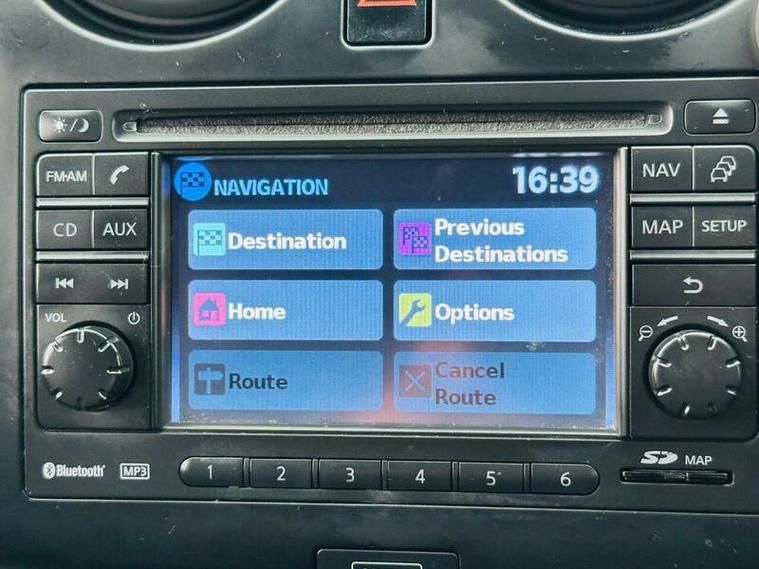 FM·AM
CD AUX
VOL
NAVIGATION 16:39
Destination
Previous
Destinations
Home
Options
Route
Cancel
Route
NAV
MAP SETUP
Bluetooth® MP3
1 2 3 4 5 6
SD MAP